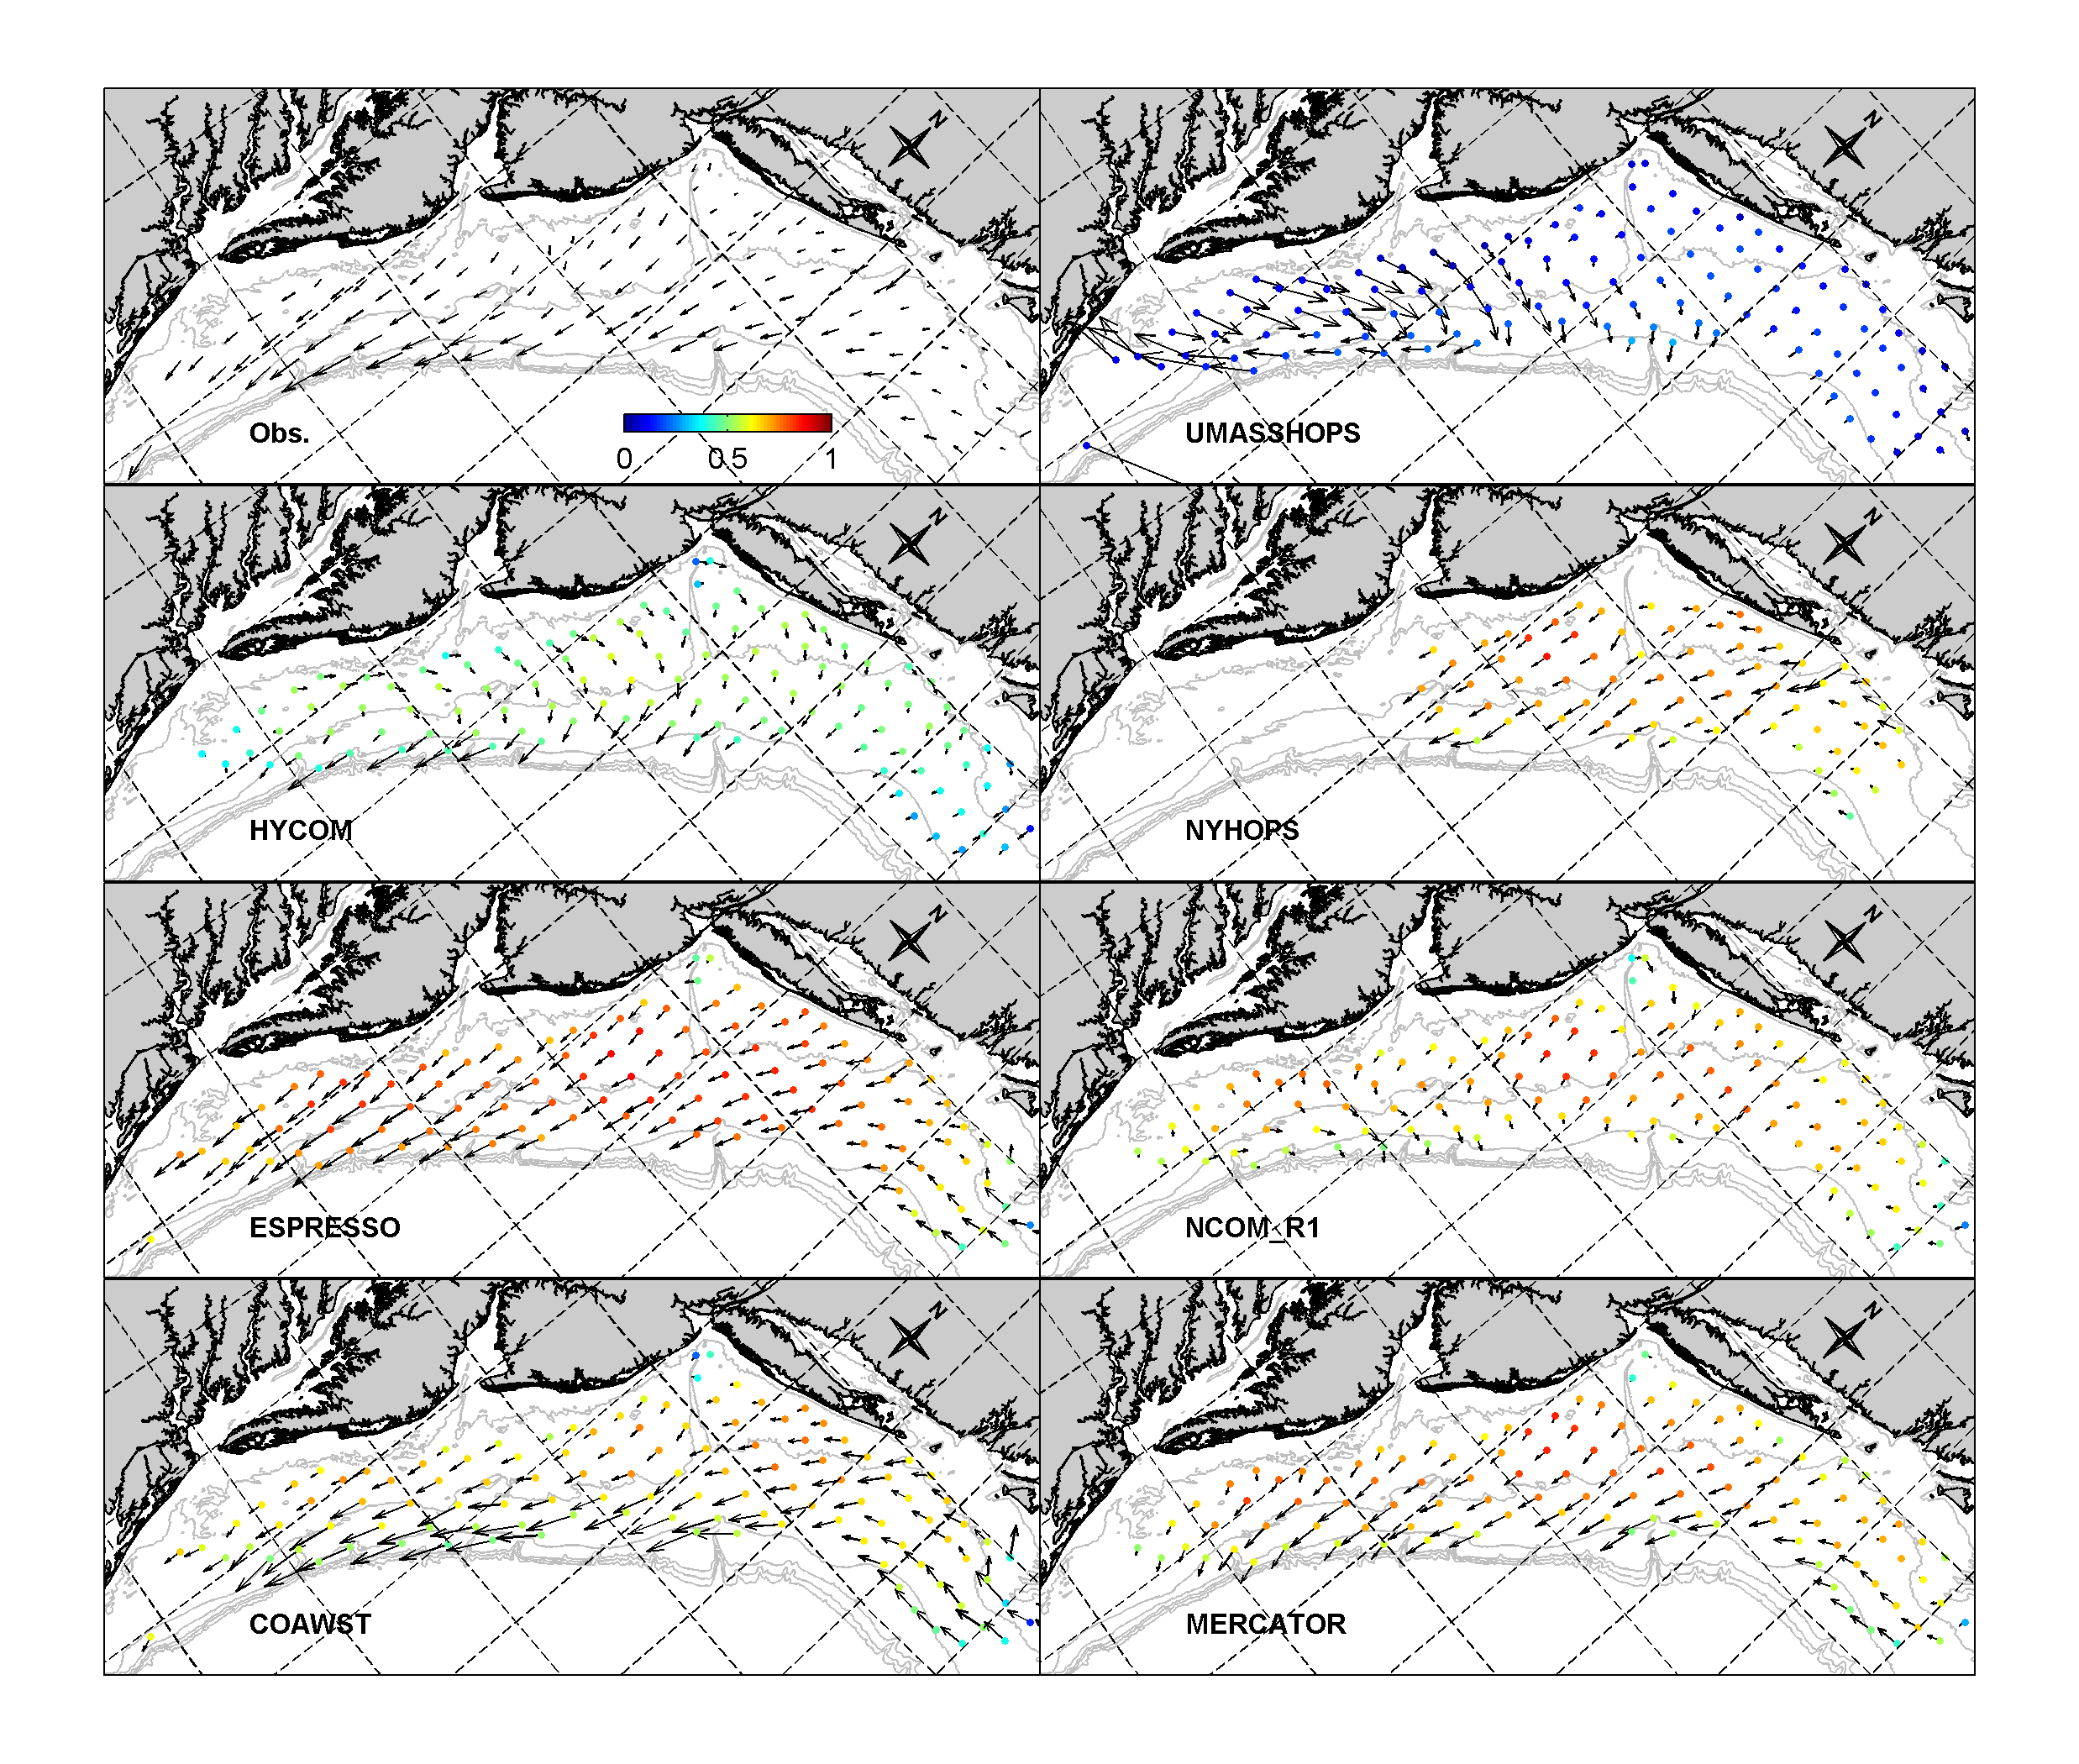 N
N
Obs.
0 0.5 1
UMASSHOPS
N
N
HYCOM
NYHOPS
N
N
ESPRESSO
NCOM_R1
N
N
COAWST
MERCATOR